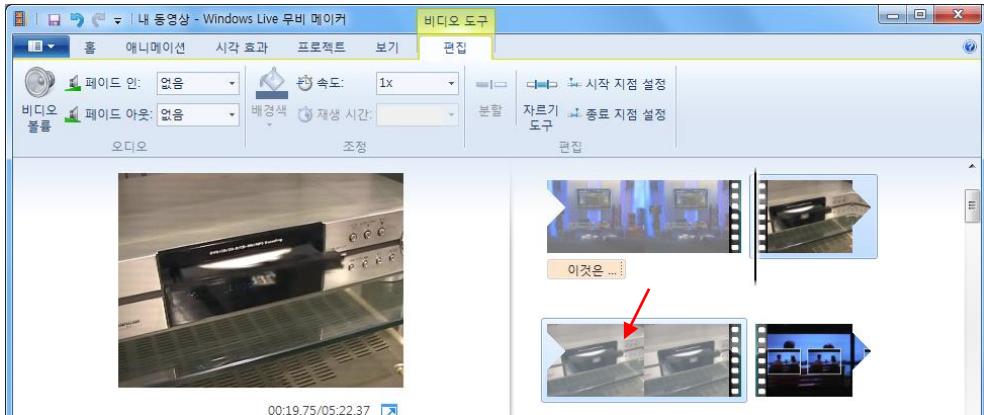 내 동영상 - Windows Live 무비 메이커
비디오 도구
홈 애니메이션 시각 효과 프로젝트 보기 편집
페이드 인: 없음 속도: 1x 시작 지점 설정
비디오 볼륨 페이드 아웃: 없음 배경색 재생 시간: 분할 자르기 도구 종료 지점 설정
오디오 조정 편집
이것은 ...
00:19.75/05:22.37